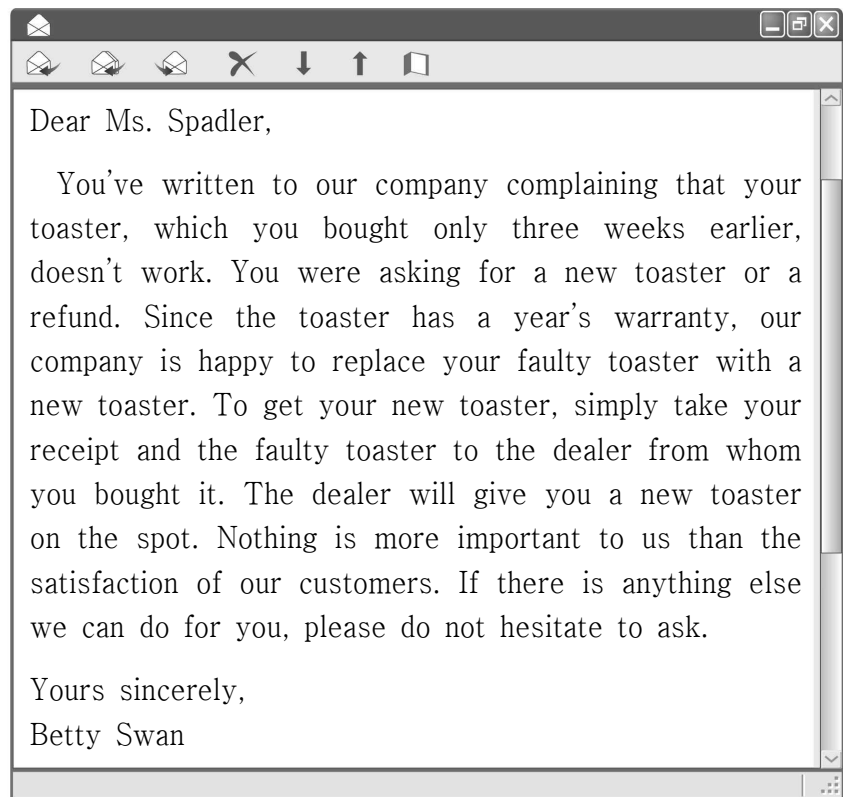 Dear Ms. Spadler,
You've written to our company complaining that your
toaster, which you bought only three weeks earlier,
doesn't work. You were asking for a new toaster or a
refund. Since the toaster has a year's warranty, our
company is happy to replace your faulty toaster with a
new toaster. To get your new toaster, simply take your
receipt and the faulty toaster to the dealer from whom
you bought it. The dealer will give you a new toaster
on the spot. Nothing is more important to us than the
satisfaction of our customers. If there is anything else
we can do for you, please do not hesitate to ask.
Yours sincerely,
Betty Swan